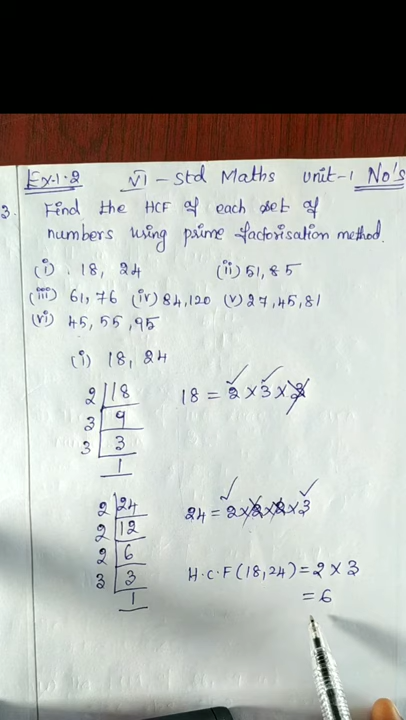 Ex.1.2 VI - Std Maths Unit-1 No's
3. Find the HCF of each set of
numbers using prime factorisation method.
(i) . 18, 24 (ii) 51, 85
(iii) 61, 76 (iv) 84, 120 (v) 27, 45, 81
(vi) 45, 55, 95
(i) 18, 24
2 | 18
3 | 9
3 | 3
1
18 = 2 × 3 × 3
2 | 24
2 | 12
2 | 6
3 | 3
1
24 = 2 × 2 × 2 × 3
H.C.F (18, 24) = 2 × 3
= 6